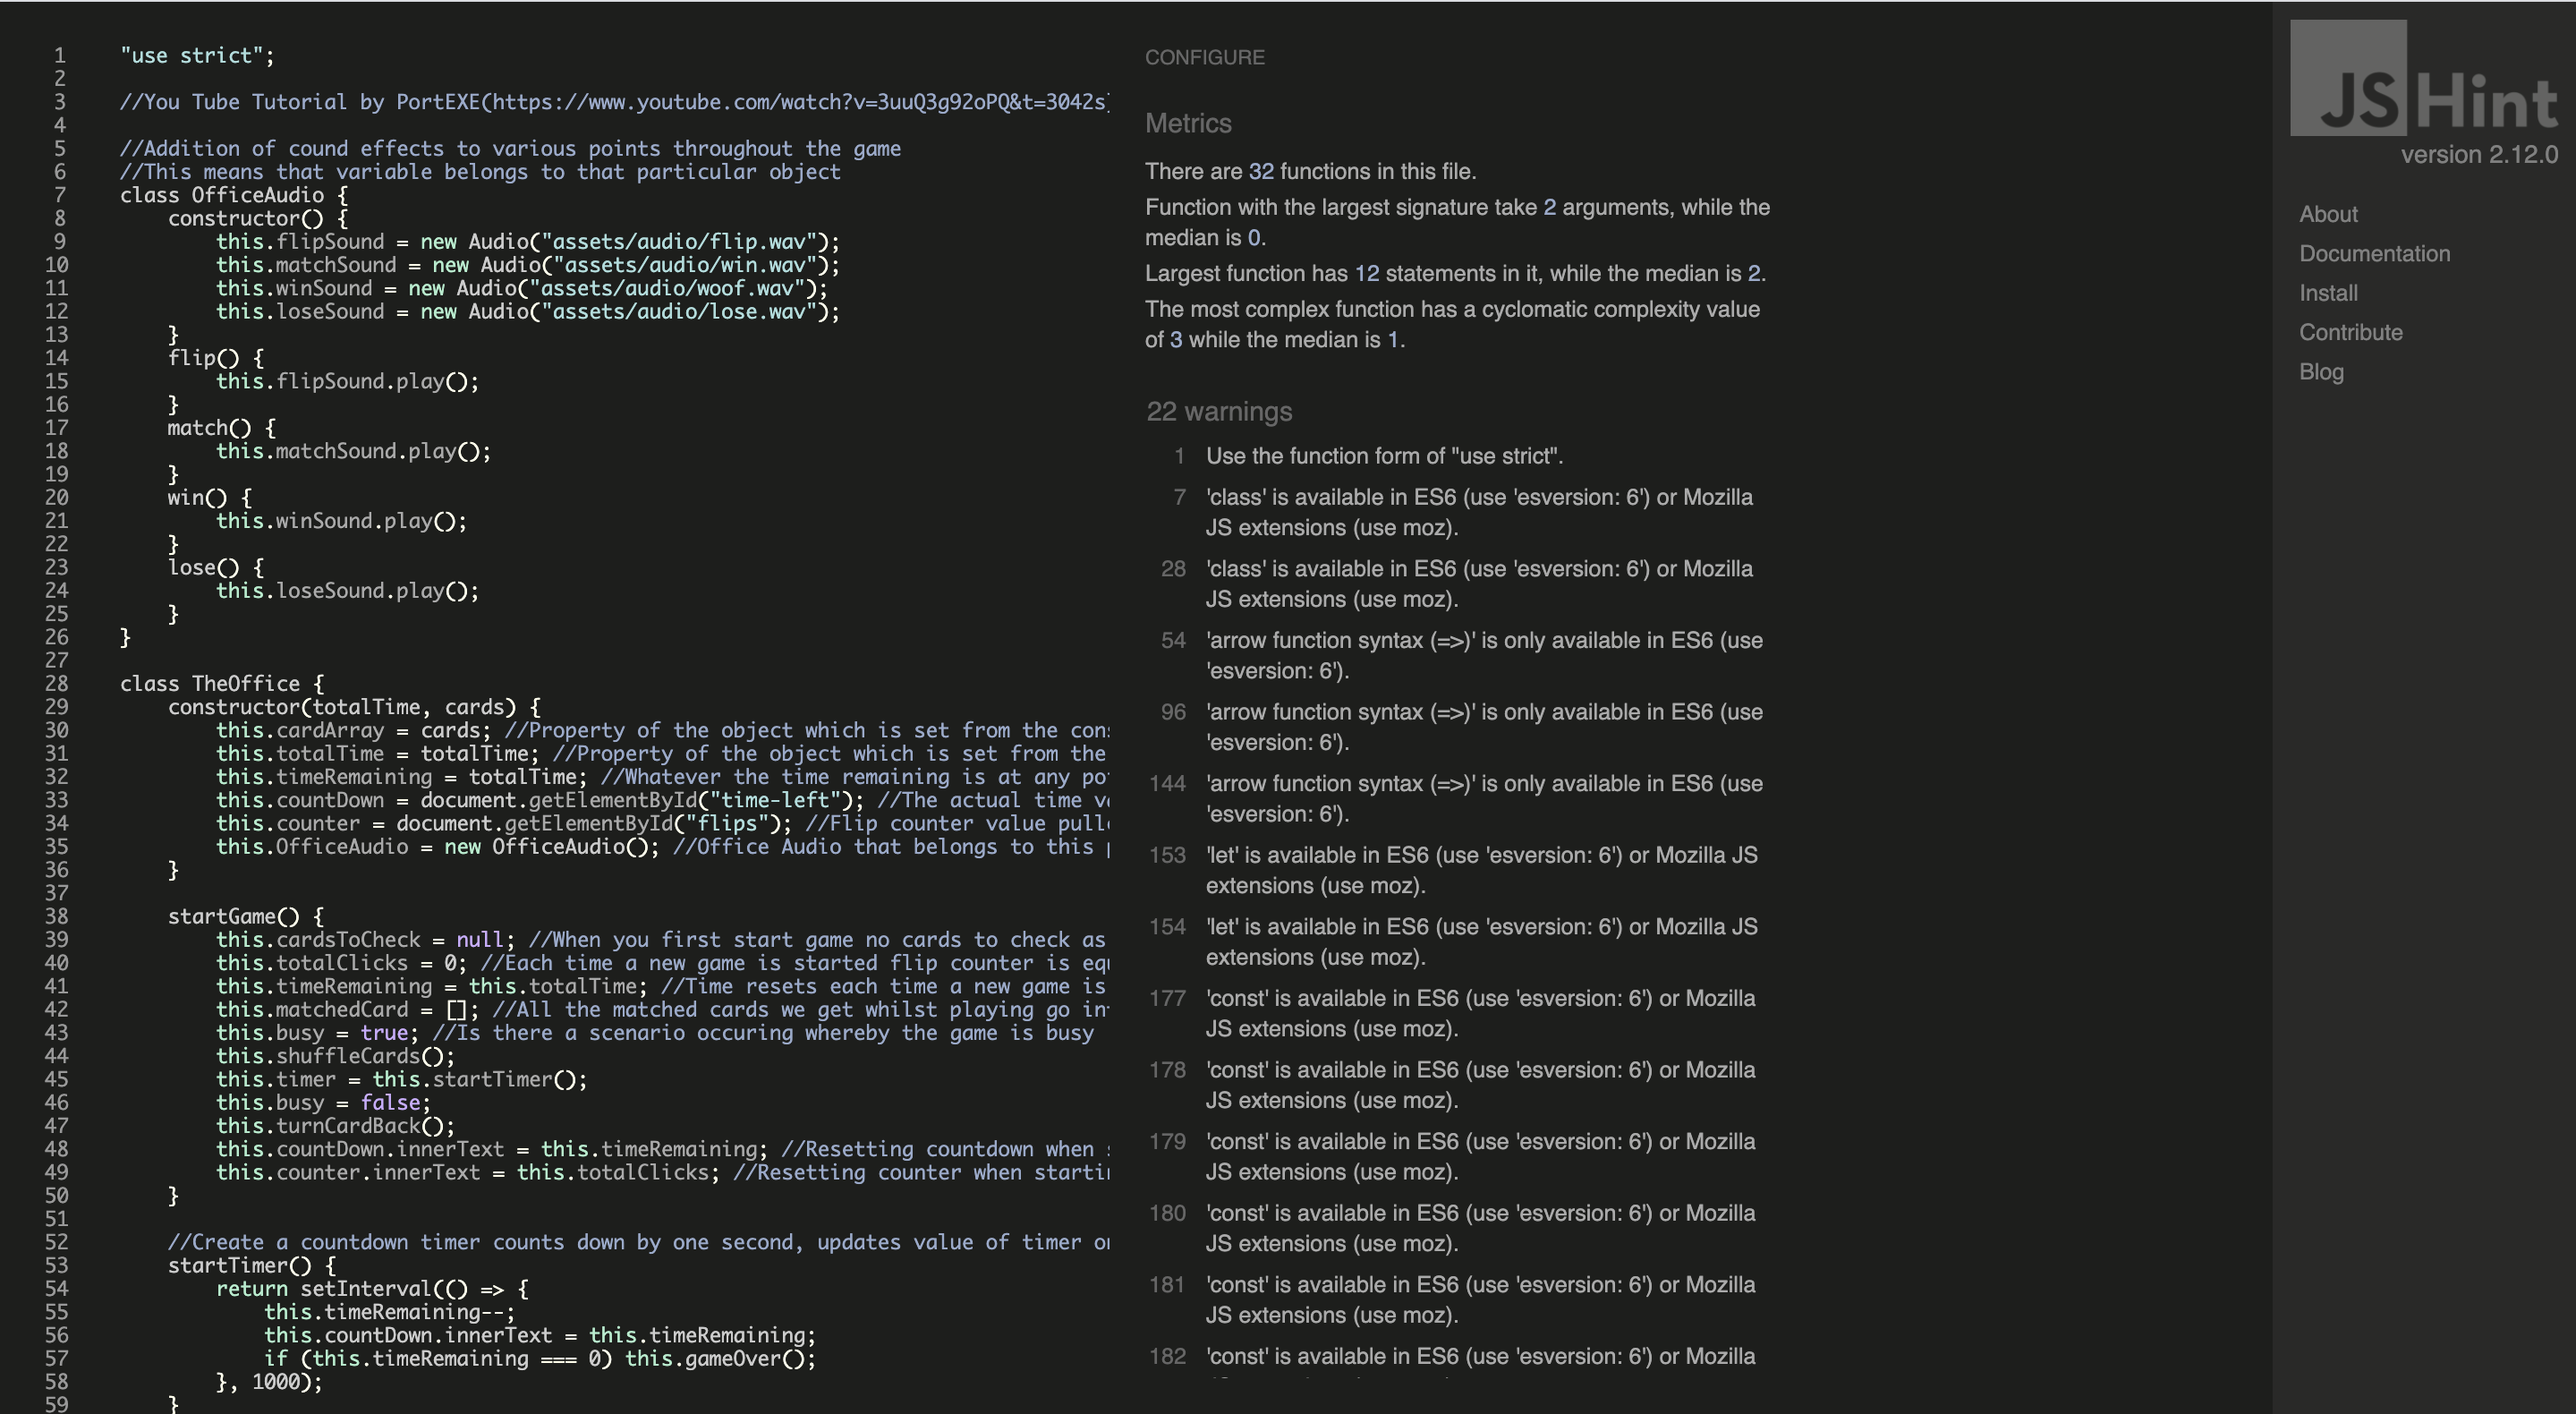 1 "use strict";
2
3 //You Tube Tutorial by PortEXE(https://www.youtube.com/watch?v=3uuQ3g92oPQ&t=3042s)
4
5 //Addition of cound effects to various points throughout the game
6 //This means that variable belongs to that particular object
7 class OfficeAudio {
8 constructor() {
9 this.flipSound = new Audio("assets/audio/flip.wav");
10 this.matchSound = new Audio("assets/audio/win.wav");
11 this.winSound = new Audio("assets/audio/woof.wav");
12 this.loseSound = new Audio("assets/audio/lose.wav");
13 }
14 flip() {
15 this.flipSound.play();
16 }
17 match() {
18 this.matchSound.play();
19 }
20 win() {
21 this.winSound.play();
22 }
23 lose() {
24 this.loseSound.play();
25 }
26 }
27
28 class TheOffice {
29 constructor(totalTime, cards) {
30 this.cardArray = cards; //Property of the object which is set from the
31 this.totalTime = totalTime; //Property of the object which is set from the
32 this.timeRemaining = totalTime; //Whatever the time remaining is at any
33 this.countDown = document.getElementById("time-left"); //The actual time
34 this.counter = document.getElementById("flips"); //Flip counter value
35 this.OfficeAudio = new OfficeAudio(); //Office Audio that belongs to this
36 }
37
38 startGame() {
39 this.cardsToCheck = null; //When you first start game no cards to check as
40 this.totalClicks = 0; //Each time a new game is started flip counter is
41 this.timeRemaining = this.totalTime; //Time resets each time a new game is
42 this.matchedCard = []; //All the matched cards we get whilst playing go
43 this.busy = true; //Is there a scenario occuring whereby the game is busy
44 this.shuffleCards();
45 this.timer = this.startTimer();
46 this.busy = false;
47 this.turnCardBack();
48 this.countDown.innerText = this.timeRemaining; //Resetting countdown when
49 this.counter.innerText = this.totalClicks; //Resetting counter when
50 }
51
52 //Create a countdown timer counts down by one second, updates value of timer
53 startTimer() {
54 return setInterval(() => {
55 this.timeRemaining--;
56 this.countDown.innerText = this.timeRemaining;
57 if (this.timeRemaining === 0) this.gameOver();
58 }, 1000);
59 }
CONFIGURE
Metrics
There are 32 functions in this file.
Function with the largest signature take 2 arguments, while the
median is 0.
Largest function has 12 statements in it, while the median is 2.
The most complex function has a cyclomatic complexity value
of 3 while the median is 1.
22 warnings
1 Use the function form of "use strict".
7 'class' is available in ES6 (use 'esversion: 6') or Mozilla
JS extensions (use moz).
28 'class' is available in ES6 (use 'esversion: 6') or Mozilla
JS extensions (use moz).
54 'arrow function syntax (=>)' is only available in ES6 (use
'esversion: 6').
96 'arrow function syntax (=>)' is only available in ES6 (use
'esversion: 6').
144 'arrow function syntax (=>)' is only available in ES6 (use
'esversion: 6').
153 'let' is available in ES6 (use 'esversion: 6') or Mozilla JS
extensions (use moz).
154 'let' is available in ES6 (use 'esversion: 6') or Mozilla JS
extensions (use moz).
177 'const' is available in ES6 (use 'esversion: 6') or Mozilla
JS extensions (use moz).
178 'const' is available in ES6 (use 'esversion: 6') or Mozilla
JS extensions (use moz).
179 'const' is available in ES6 (use 'esversion: 6') or Mozilla
JS extensions (use moz).
180 'const' is available in ES6 (use 'esversion: 6') or Mozilla
JS extensions (use moz).
181 'const' is available in ES6 (use 'esversion: 6') or Mozilla
JS extensions (use moz).
182 'const' is available in ES6 (use 'esversion: 6') or Mozilla
JSHint
version 2.12.0
About
Documentation
Install
Contribute
Blog